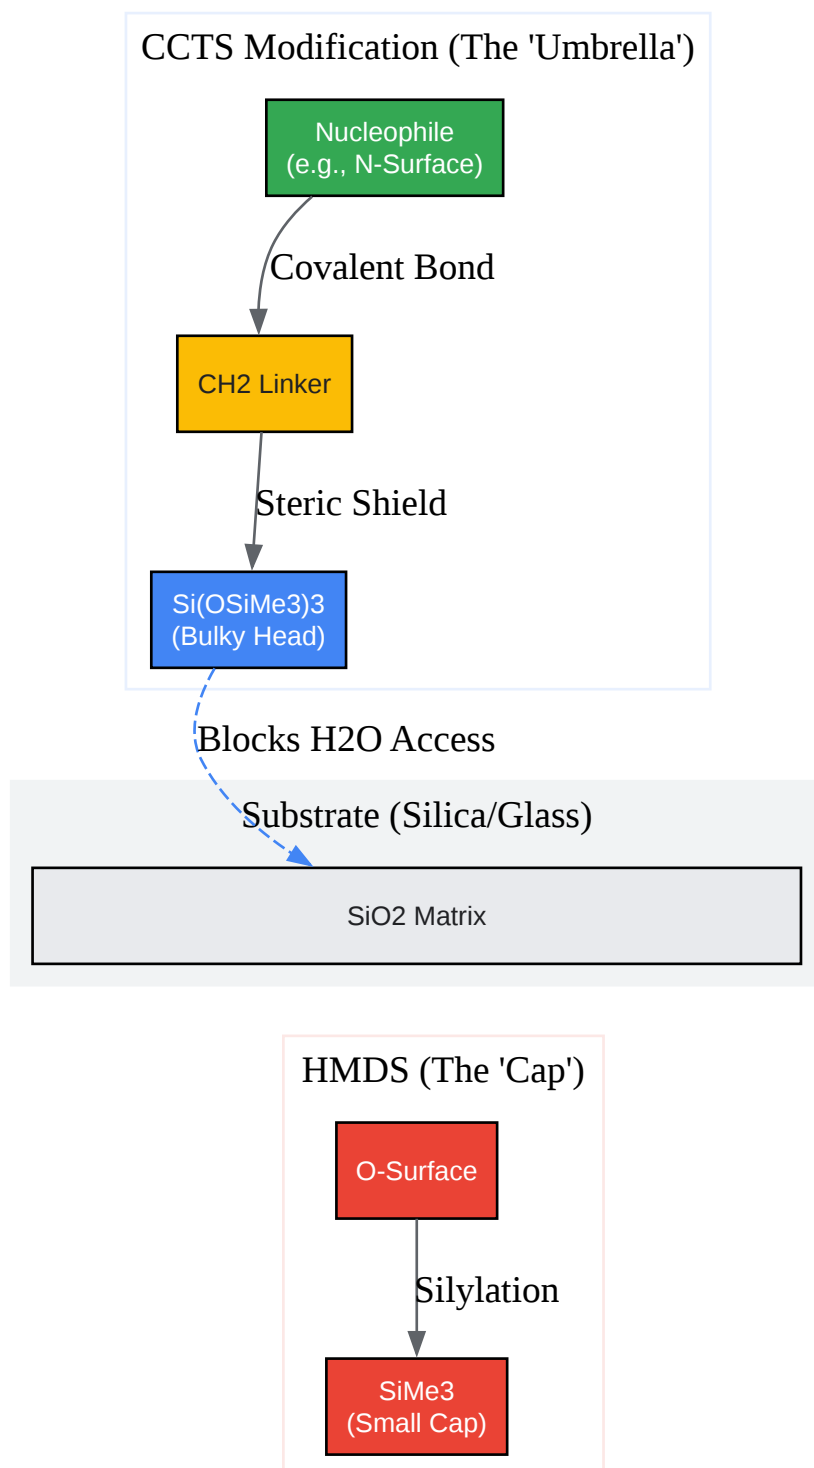 CCTS Modification (The 'Umbrella')
Nucleophile
(e.g., N-Surface)
Covalent Bond
CH2 Linker
Steric Shield
Si(OSiMe3)3
(Bulky Head)
Blocks H2O Access
Substrate (Silica/Glass)
SiO2 Matrix
HMDS (The 'Cap')
O-Surface
Silylation
SiMe3
(Small Cap)